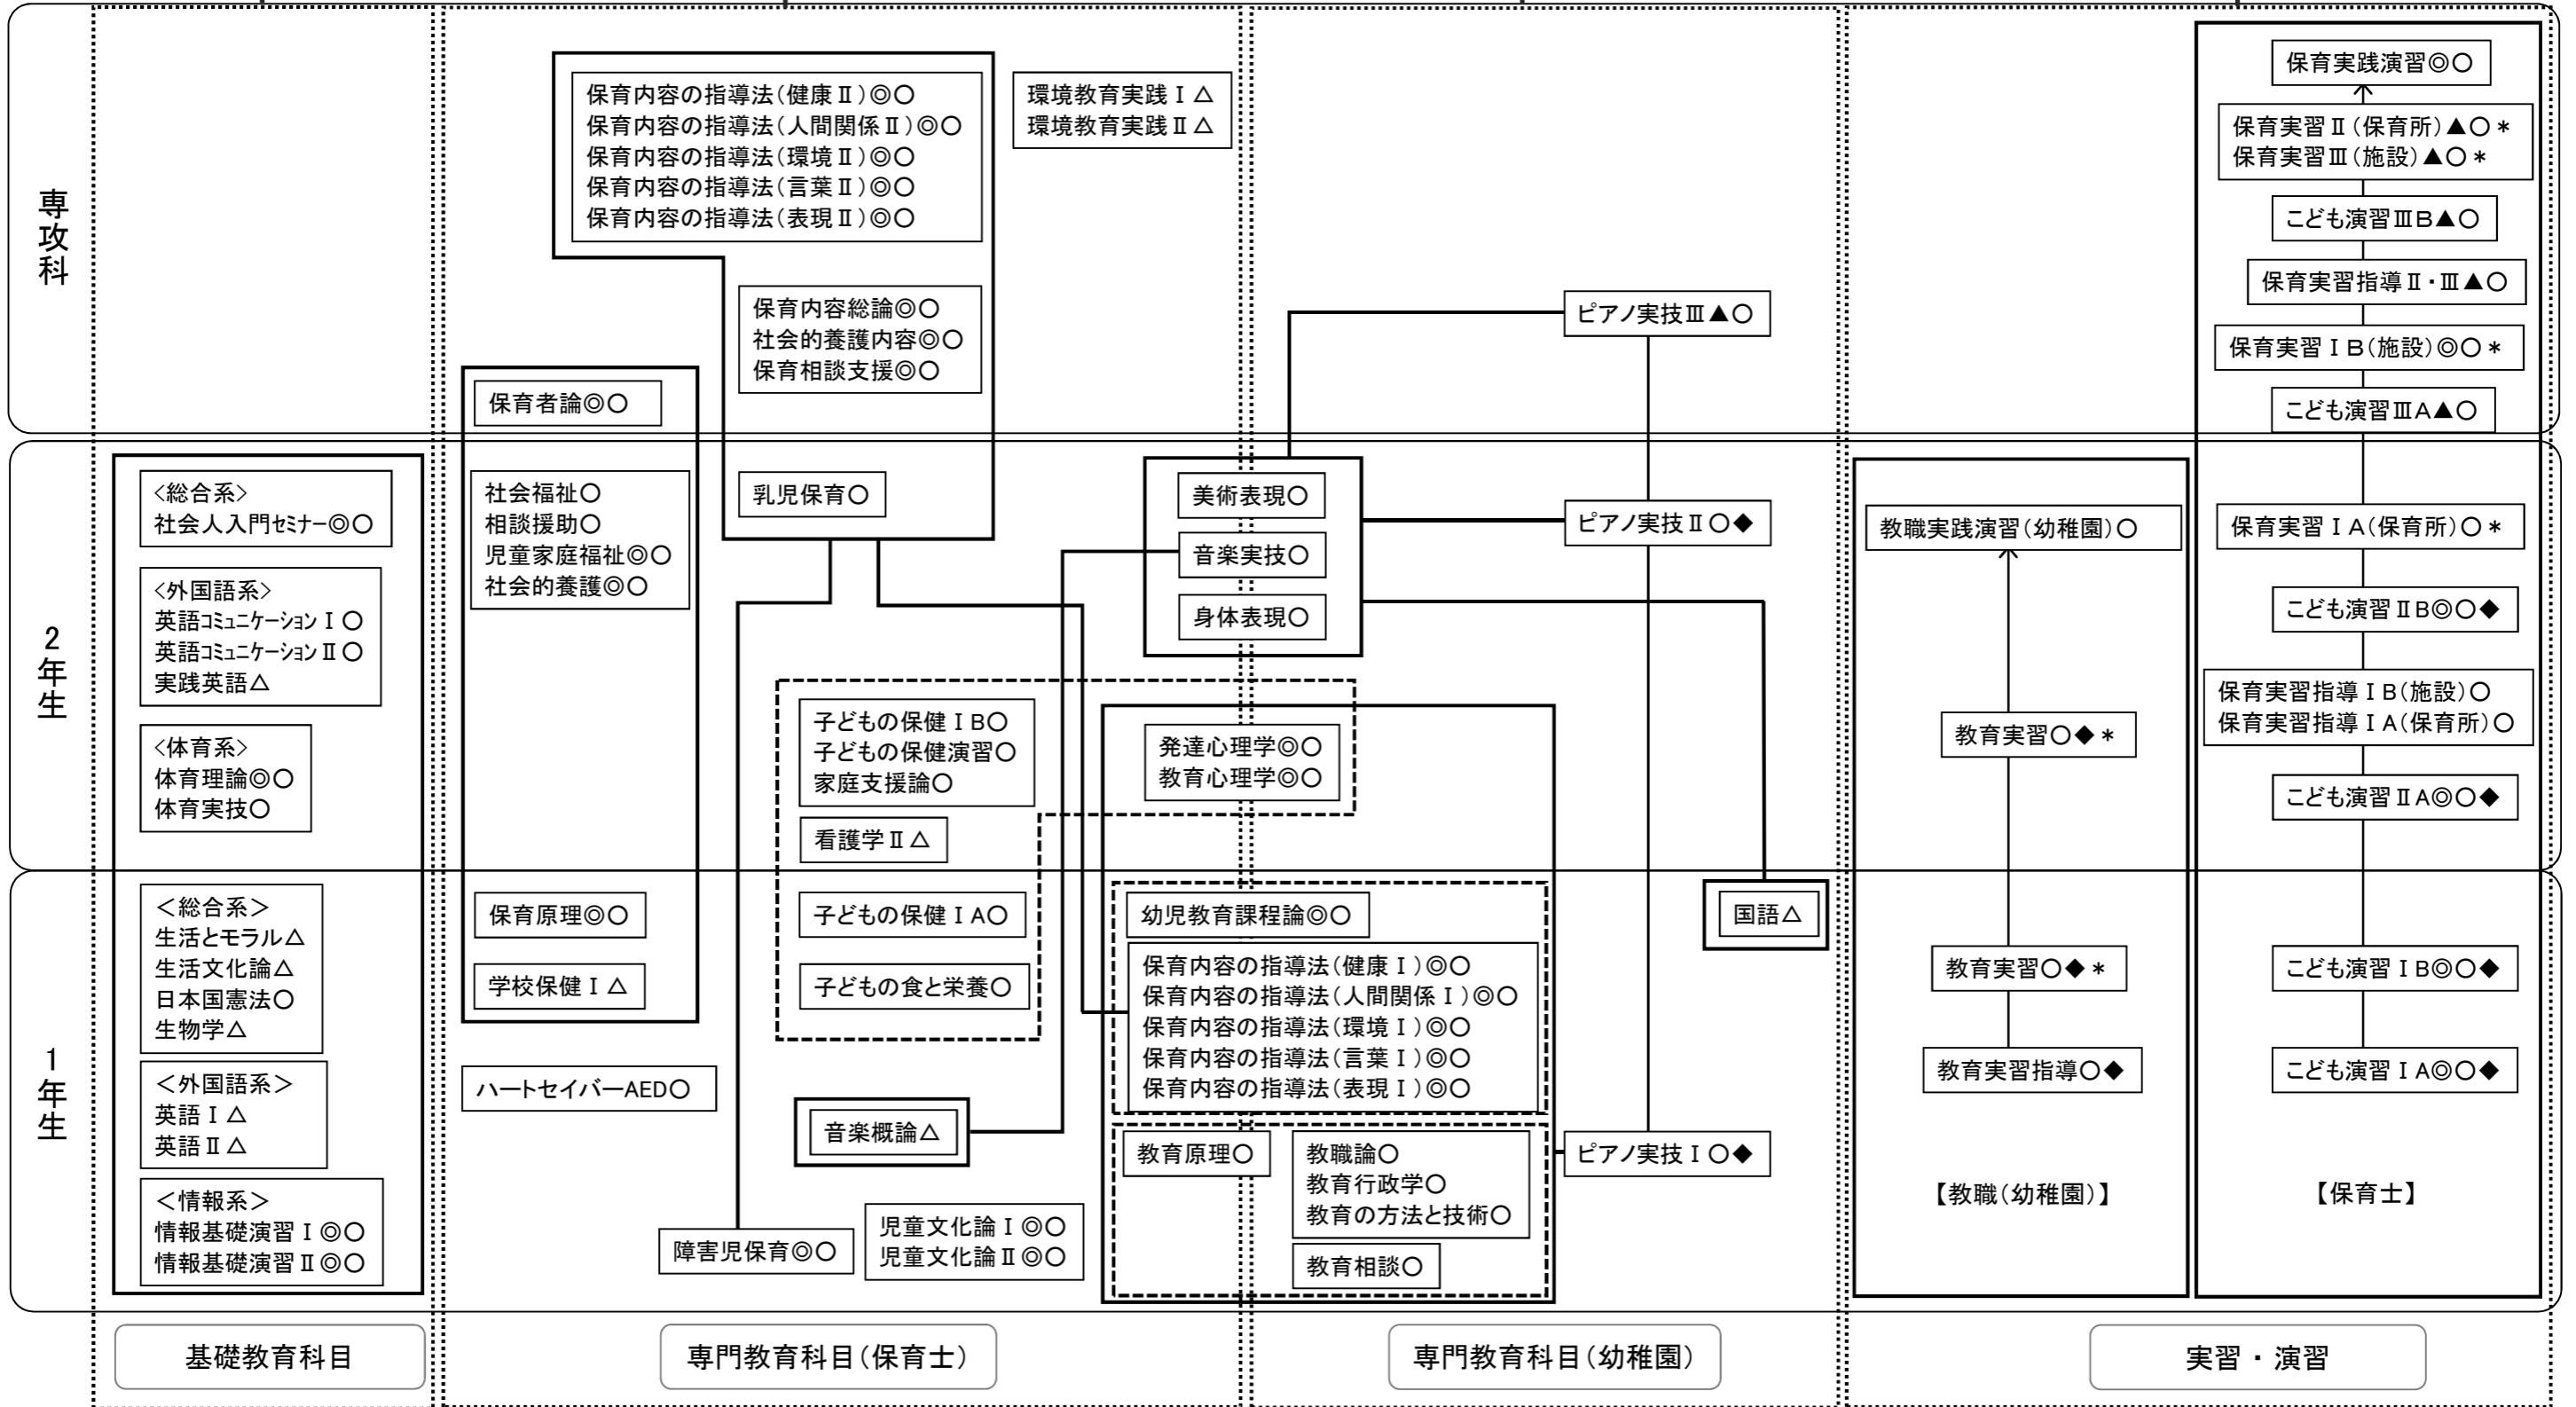 専攻科
保育内容の指導法(健康Ⅱ)◎○
保育内容の指導法(人間関係Ⅱ)◎○
保育内容の指導法(環境Ⅱ)◎○
保育内容の指導法(言葉Ⅱ)◎○
保育内容の指導法(表現Ⅱ)◎○
環境教育実践Ⅰ△
環境教育実践Ⅱ△
保育内容総論◎○
社会的養護内容◎○
保育相談支援◎○
保育者論◎○
ピアノ実技Ⅲ▲○
保育実践演習◎○
保育実習Ⅱ(保育所)▲○*
保育実習Ⅲ(施設)▲○*
こども演習ⅢB▲○
保育実習指導Ⅱ・Ⅲ▲○
保育実習ⅠB(施設)◎○*
こども演習ⅢA▲○
2年生
<総合系>
社会人入門ｾﾐﾅｰ◎○
<外国語系>
英語ｺﾐｭﾆｹｰｼｮﾝⅠ○
英語ｺﾐｭﾆｹｰｼｮﾝⅡ○
実践英語△
<体育系>
体育理論◎○
体育実技○
社会福祉○
相談援助○
児童家庭福祉◎○
社会的養護◎○
乳児保育○
子どもの保健ⅠB○
子どもの保健演習○
家庭支援論○
看護学Ⅱ△
美術表現○
音楽実技○
身体表現○
発達心理学◎○
教育心理学◎○
ピアノ実技Ⅱ○◆
教職実践演習(幼稚園)○
教育実習○◆*
保育実習ⅠA(保育所)○*
こども演習ⅡB◎○◆
保育実習指導ⅠB(施設)○
保育実習指導ⅠA(保育所)○
こども演習ⅡA◎○◆
1年生
＜総合系＞
生活とモラル△
生活文化論△
日本国憲法○
生物学△
＜外国語系＞
英語Ⅰ△
英語Ⅱ△
＜情報系＞
情報基礎演習Ⅰ◎○
情報基礎演習Ⅱ◎○
保育原理◎○
学校保健Ⅰ△
ハートセイバーAED○
子どもの保健ⅠA○
子どもの食と栄養○
音楽概論△
障害児保育◎○
児童文化論Ⅰ◎○
児童文化論Ⅱ◎○
幼児教育課程論◎○
保育内容の指導法(健康Ⅰ)◎○
保育内容の指導法(人間関係Ⅰ)◎○
保育内容の指導法(環境Ⅰ)◎○
保育内容の指導法(言葉Ⅰ)◎○
保育内容の指導法(表現Ⅰ)◎○
教育原理○
教職論○
教育行政学○
教育の方法と技術○
教育相談○
ピアノ実技Ⅰ○◆
国語△
教育実習○◆*
教育実習指導○◆
【教職(幼稚園)】
こども演習ⅠB◎○◆
こども演習ⅠA◎○◆
【保育士】
基礎教育科目
専門教育科目(保育士)
専門教育科目(幼稚園)
実習・演習